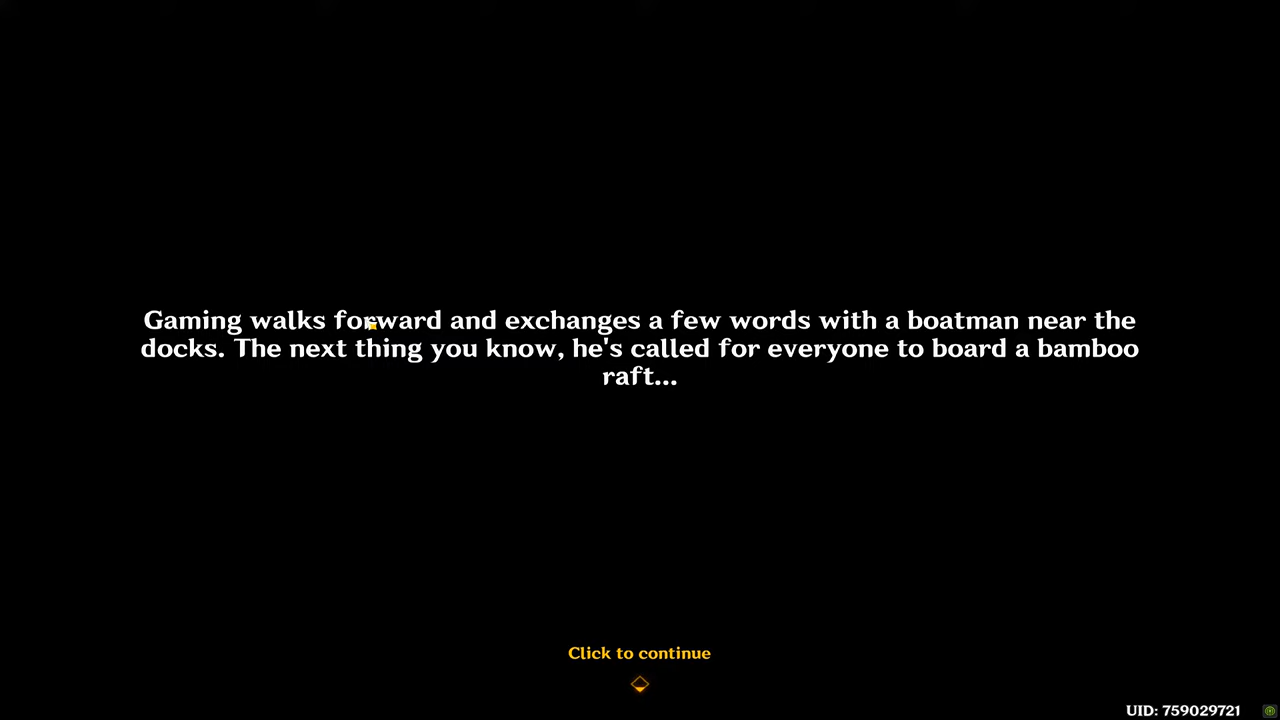 Gaming walks forward and exchanges a few words with a boatman near the
docks. The next thing you know, he's called for everyone to board a bamboo
raft...
Click to continue
UID: 759029721